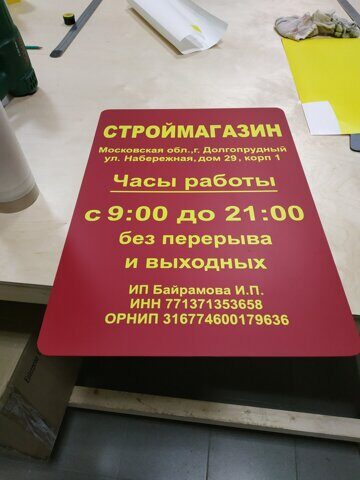 СТРОЙМАГАЗИН
Московская обл.,г. Долгопрудный
ул. Набережная, дом 29, корп 1
Часы работы
с 9:00 до 21:00
без перерыва
и выходных
ИП Байрамова И.П.
ИНН 771371353658
ОРНИП 316774600179636